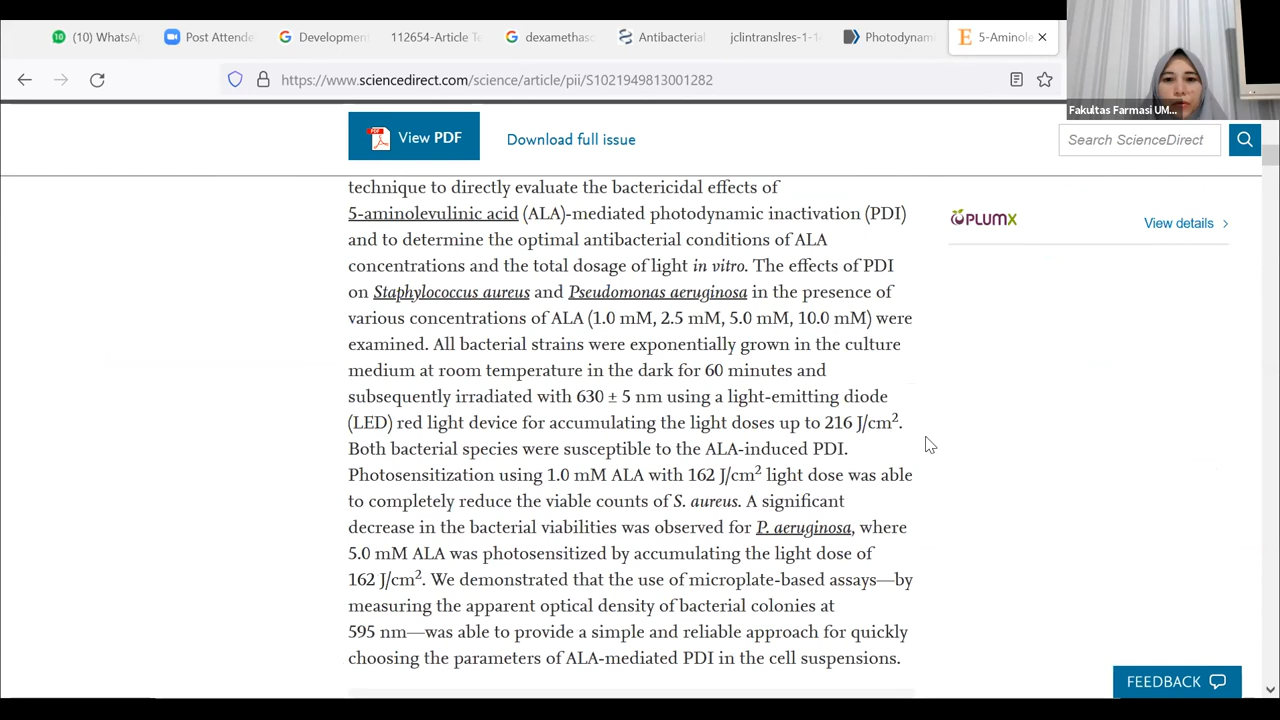 (10) WhatsA
Post Attende
Development
112654-Article Te
dexamethaso
Antibacterial
jclintranslres-1-1
Photodynam
5-Aminole
https://www.sciencedirect.com/science/article/pii/S1021949813001282
Fakultas Farmasi UM...
View PDF
Download full issue
Search ScienceDirect
technique to directly evaluate the bactericidal effects of
5-aminolevulinic acid (ALA)-mediated photodynamic inactivation (PDI)
and to determine the optimal antibacterial conditions of ALA
concentrations and the total dosage of light in vitro. The effects of PDI
on Staphylococcus aureus and Pseudomonas aeruginosa in the presence of
various concentrations of ALA (1.0 mM, 2.5 mM, 5.0 mM, 10.0 mM) were
examined. All bacterial strains were exponentially grown in the culture
medium at room temperature in the dark for 60 minutes and
subsequently irradiated with 630 ± 5 nm using a light-emitting diode
(LED) red light device for accumulating the light doses up to 216 J/cm².
Both bacterial species were susceptible to the ALA-induced PDI.
Photosensitization using 1.0 mM ALA with 162 J/cm² light dose was able
to completely reduce the viable counts of S. aureus. A significant
decrease in the bacterial viabilities was observed for P. aeruginosa, where
5.0 mM ALA was photosensitized by accumulating the light dose of
162 J/cm². We demonstrated that the use of microplate-based assays—by
measuring the apparent optical density of bacterial colonies at
595 nm—was able to provide a simple and reliable approach for quickly
choosing the parameters of ALA-mediated PDI in the cell suspensions.
PLUMX
View details
FEEDBACK